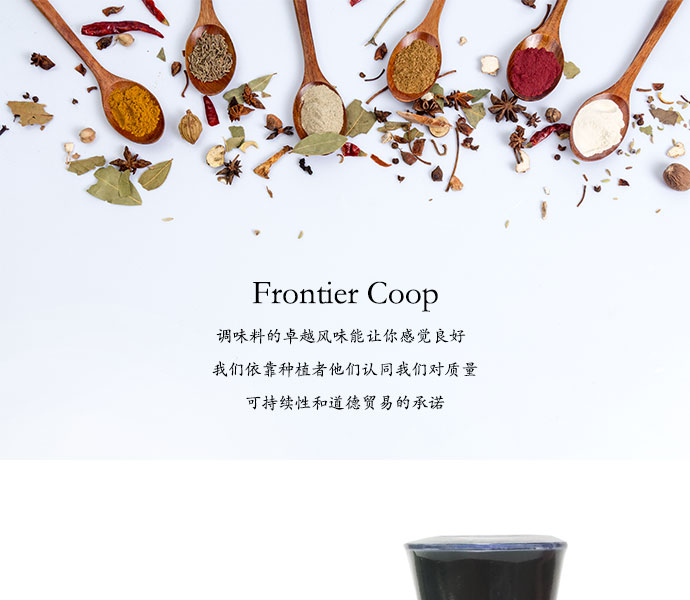 Frontier Coop
调味料的卓越风味能让你感觉良好
我们依靠种植者他们认同我们对质量
可持续性和道德贸易的承诺